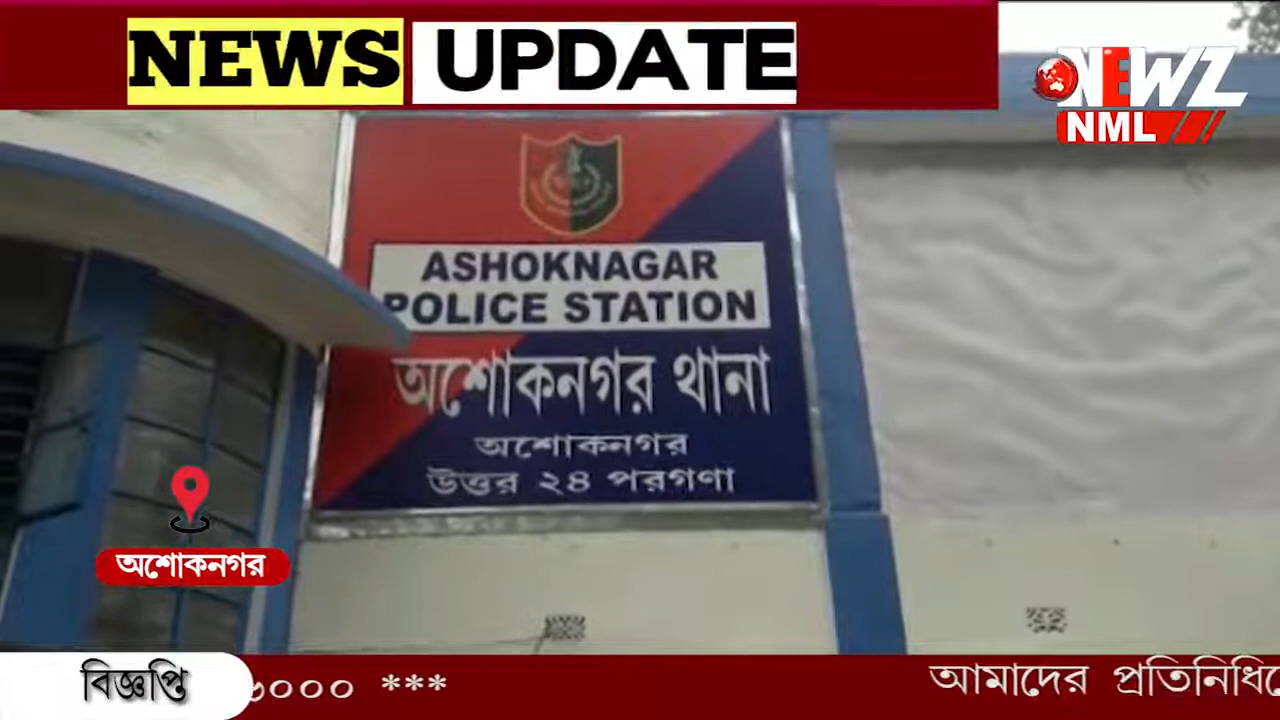 NEWS UPDATE
NEWZ
NML
ASHOKNAGAR
POLICE STATION
অশোকনগর থানা
অশোকনগর
উত্তর ২৪ পরগণা
অশোকনগর
বিজ্ঞপ্তি
৬০০০ *** আমাদের